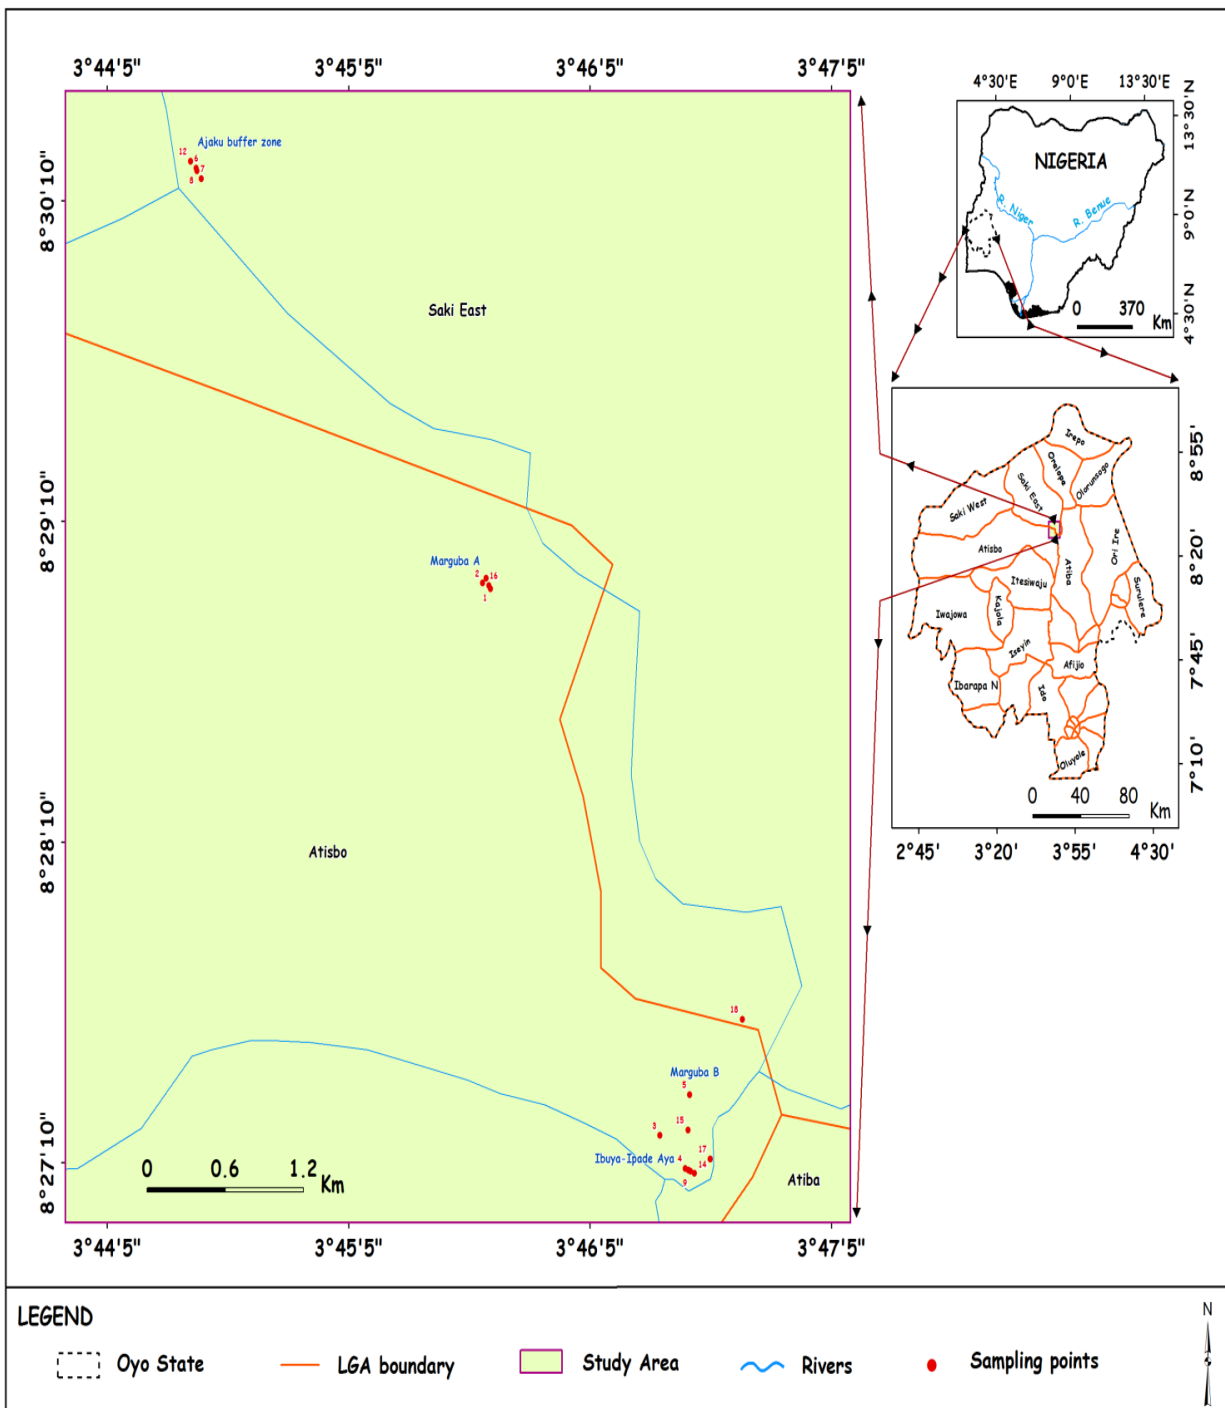 3°44'5" 3°45'5" 3°46'5" 3°47'5"
8°30'10"
8°29'10"
8°28'10"
8°27'10"
Ajaku buffer zone
12 6
7
8
Saki East
Marguba A
2 16
1
Atisbo
18
Marguba B
5
15
3
17
Ibuya-Ipade Aya 4
14
9
Atiba
0 0.6 1.2
Km
3°44'5" 3°45'5" 3°46'5" 3°47'5"
4°30'E 9°0'E 13°30'E
13°30'N
9°0'N
4°30'N
NIGERIA
R. Niger
R. Benue
0 370
Km
Irepo
Orelope
Olorunsogo
Saki East
Saki West
Atisbo
Ori Ire
Atiba
Itesiwaju
Surulere
Kajola
Iwajowa
Iseyin
Afijio
Ibarapa N
Ido
Oluyole
0 40 80
Km
8°55'
8°20'
7°45'
7°10'
2°45' 3°20' 3°55' 4°30'
LEGEND
Oyo State
LGA boundary
Study Area
Rivers
Sampling points
N